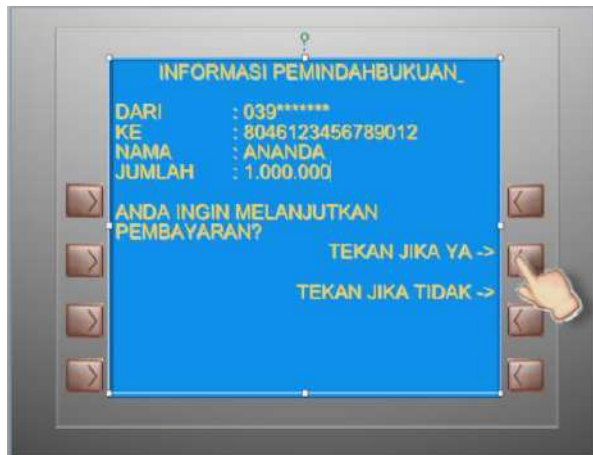 INFORMASI PEMINDAHBUKUAN_
DARI : 039*******
KE : 8046123456789012
NAMA : ANANDA
JUMLAH : 1.000.000
ANDA INGIN MELANJUTKAN
PEMBAYARAN?
TEKAN JIKA YA ->
TEKAN JIKA TIDAK ->